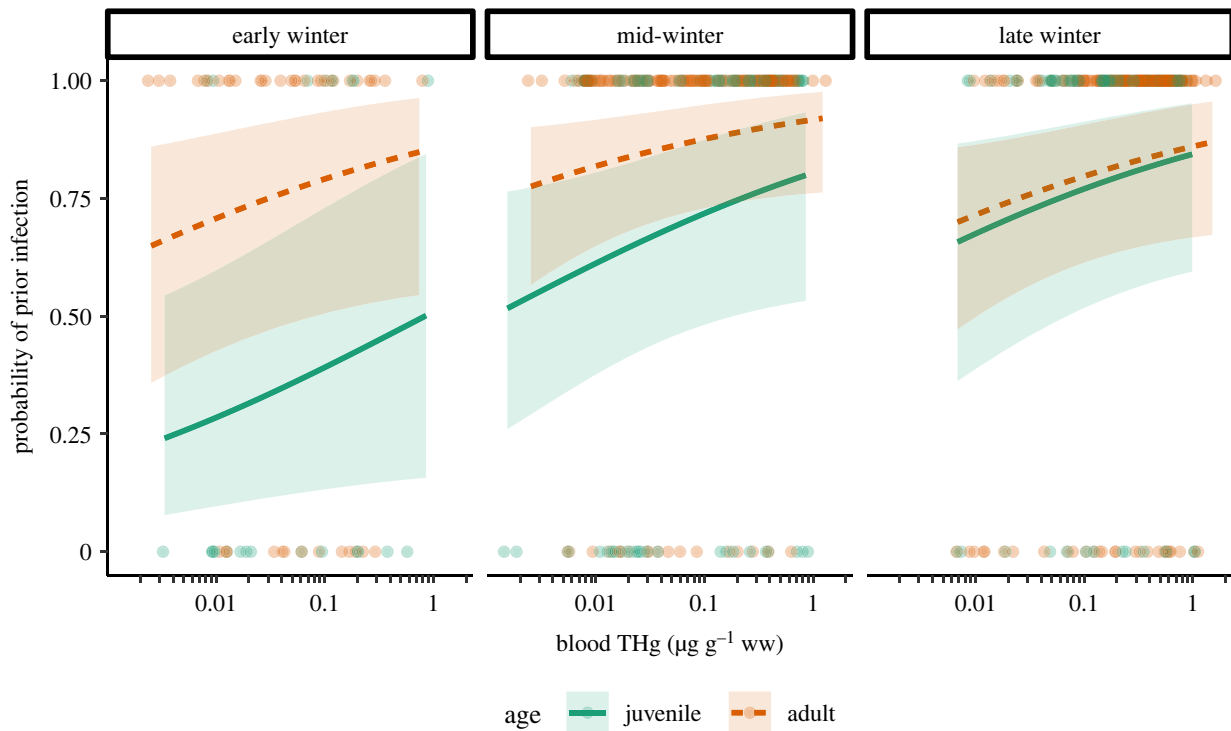 early winter
mid-winter
late winter
probability of prior infection
1.00
0.75
0.50
0.25
0
0.01 0.1 1
0.01 0.1 1
0.01 0.1 1
blood THg (µg g⁻¹ ww)
age juvenile adult